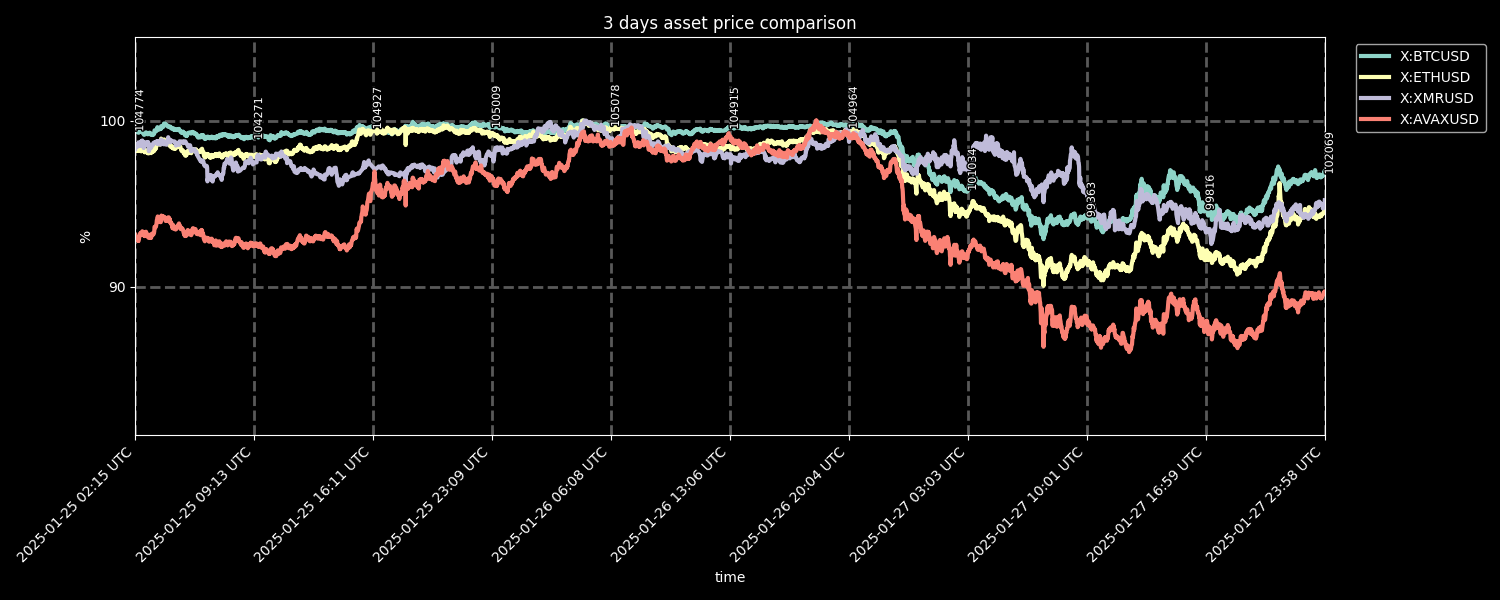 3 days asset price comparison
X:BTCUSD
X:ETHUSD
X:XMRUSD
X:AVAXUSD
100
90
%
104774
104271
104927
105009
105078
104915
104964
101034
99363
99816
102069
2025-01-25 02:15 UTC
2025-01-25 09:13 UTC
2025-01-25 16:11 UTC
2025-01-25 23:09 UTC
2025-01-26 06:08 UTC
2025-01-26 13:06 UTC
2025-01-26 20:04 UTC
2025-01-27 03:03 UTC
2025-01-27 10:01 UTC
2025-01-27 16:59 UTC
2025-01-27 23:58 UTC
time